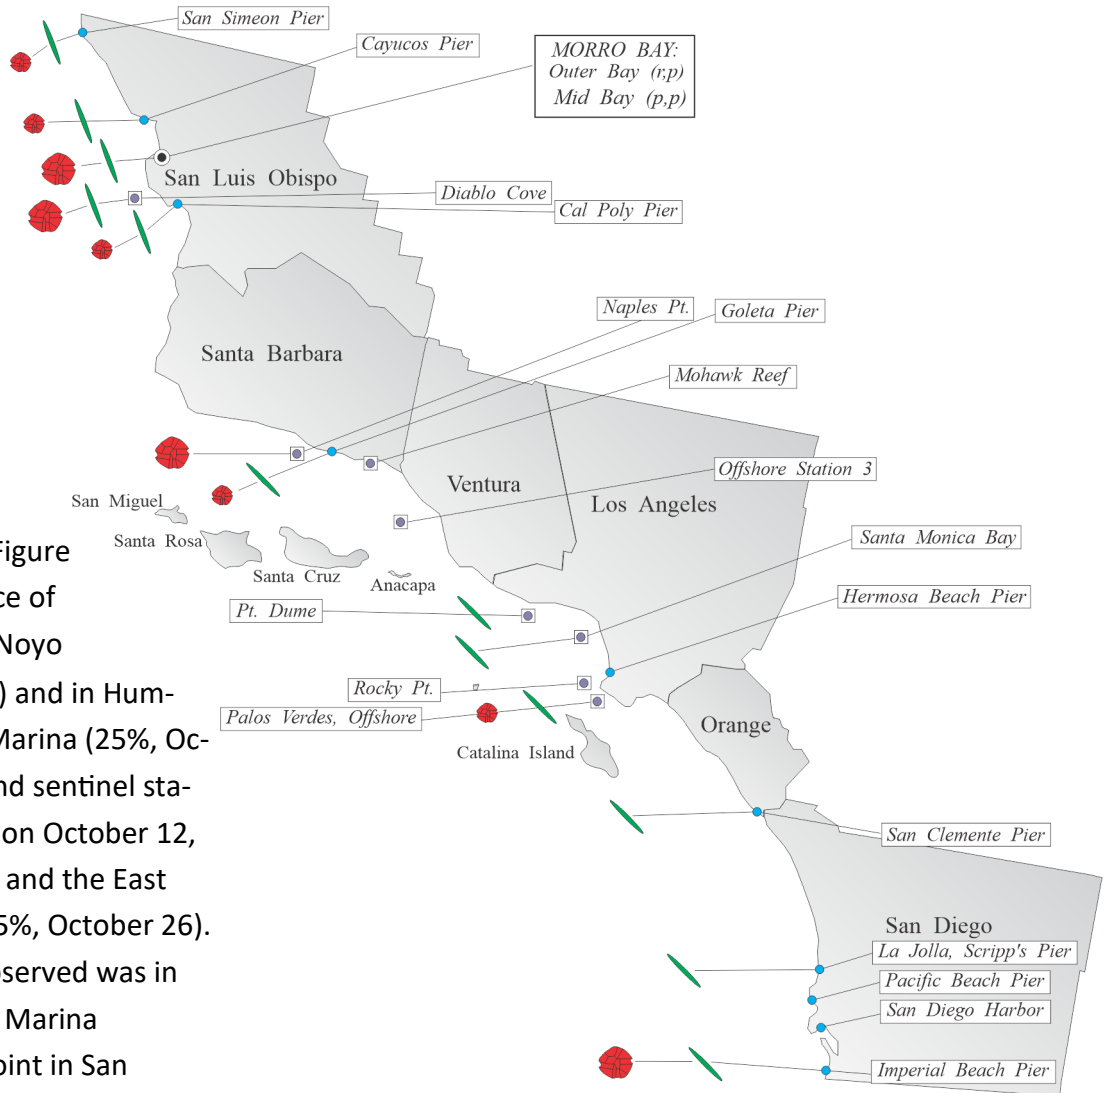 San Simeon Pier
Cayucos Pier
MORRO BAY:
Outer Bay (r,p)
Mid Bay (p,p)
San Luis Obispo
Diablo Cove
Cal Poly Pier
Naples Pt.
Goleta Pier
Santa Barbara
Mohawk Reef
Offshore Station 3
Ventura
Los Angeles
San Miguel
Santa Rosa
Santa Cruz
Anacapa
Santa Monica Bay
Hermosa Beach Pier
Pt. Dume
Rocky Pt.
Palos Verdes, Offshore
Catalina Island
Orange
San Clemente Pier
San Diego
La Jolla, Scripp's Pier
Pacific Beach Pier
San Diego Harbor
Imperial Beach Pier
Figure
ce of
Noyo
) and in Hum-
Marina (25%, Oc-
nd sentinel sta-
on October 12,
and the East
5%, October 26).
bserved was in
Marina
oint in San